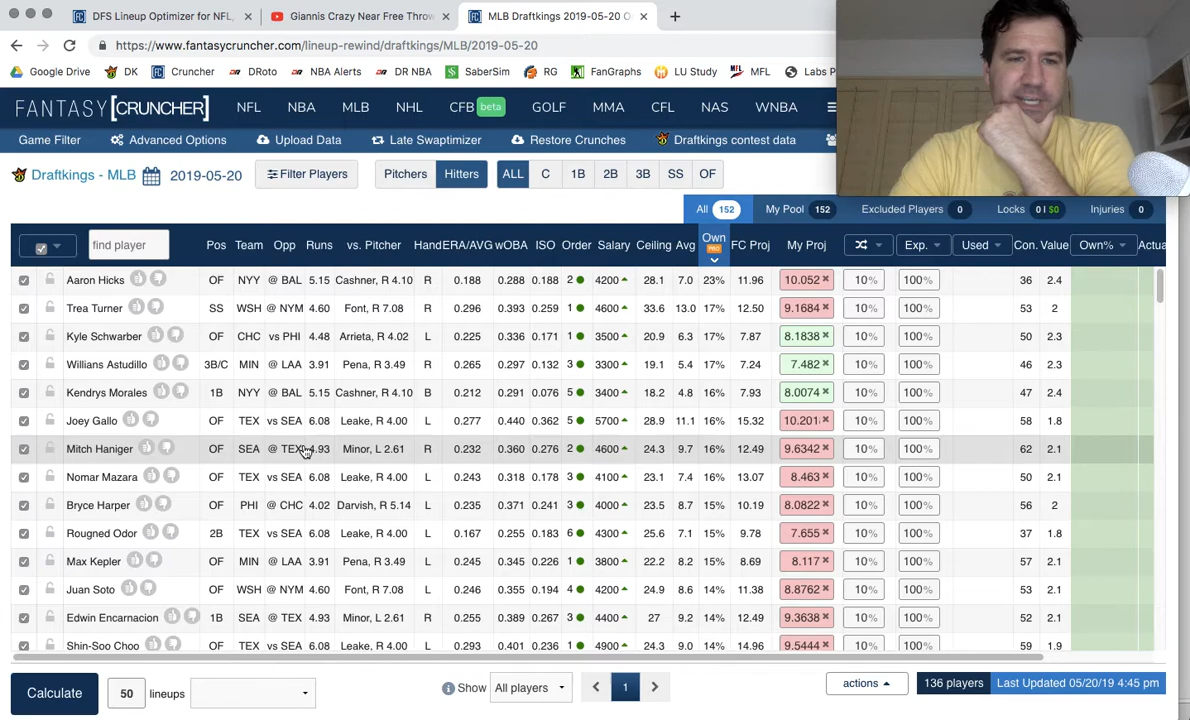 DFS Lineup Optimizer for NFL, × Giannis Crazy Near Free Throw × MLB Draftkings 2019-05-20 O × +
https://www.fantasycruncher.com/lineup-rewind/draftkings/MLB/2019-05-20
Google Drive DK Cruncher DRoto NBA Alerts DR NBA SaberSim RG FanGraphs LU Study MFL Labs P
FANTASY[CRUNCHER] NFL NBA MLB NHL CFB beta GOLF MMA CFL NAS WNBA
Game Filter Advanced Options Upload Data Late Swaptimizer Restore Crunches Draftkings contest data
Draftkings - MLB 2019-05-20 Filter Players Pitchers Hitters ALL C 1B 2B 3B SS OF
All 152 My Pool 152 Excluded Players 0 Locks 0 | $0 Injuries 0
find player Pos Team Opp Runs vs. Pitcher Hand ERA/AVG wOBA ISO Order Salary Ceiling Avg Own PRO FC Proj My Proj Exp. Used Con. Value Own% Actua
Aaron Hicks OF NYY @ BAL 5.15 Cashner, R 4.10 R 0.188 0.288 0.188 2 4200 28.1 7.0 23% 11.96 10.052 10% 100% 36 2.4
Trea Turner SS WSH @ NYM 4.60 Font, R 7.08 R 0.296 0.393 0.259 1 4600 33.6 13.0 17% 12.50 9.1684 10% 100% 53 2
Kyle Schwarber OF CHC vs PHI 4.48 Arrieta, R 4.02 L 0.225 0.336 0.171 1 3500 20.9 6.3 17% 7.87 8.1838 10% 100% 50 2.3
Willians Astudillo 3B/C MIN @ LAA 3.91 Pena, R 3.49 R 0.265 0.297 0.132 3 3300 19.1 5.4 17% 7.24 7.482 10% 100% 46 2.3
Kendrys Morales 1B NYY @ BAL 5.15 Cashner, R 4.10 B 0.212 0.291 0.076 5 3400 18.2 4.8 16% 7.93 8.0074 10% 100% 47 2.4
Joey Gallo OF TEX vs SEA 6.08 Leake, R 4.00 L 0.277 0.440 0.362 5 5700 28.9 11.1 16% 15.32 10.201 10% 100% 58 1.8
Mitch Haniger OF SEA @ TEX 4.93 Minor, L 2.61 R 0.232 0.360 0.276 2 4600 24.3 9.7 16% 12.49 9.6342 10% 100% 62 2.1
Nomar Mazara OF TEX vs SEA 6.08 Leake, R 4.00 L 0.243 0.318 0.178 3 4100 23.1 7.4 16% 13.07 8.463 10% 100% 50 2.1
Bryce Harper OF PHI @ CHC 4.02 Darvish, R 5.14 L 0.235 0.371 0.241 3 4000 23.5 8.7 15% 10.19 8.0822 10% 100% 56 2
Rougned Odor 2B TEX vs SEA 6.08 Leake, R 4.00 L 0.167 0.255 0.183 6 4300 25.6 7.1 15% 9.78 7.655 10% 100% 37 1.8
Max Kepler OF MIN @ LAA 3.91 Pena, R 3.49 L 0.245 0.345 0.226 1 3800 22.2 8.2 15% 8.69 8.117 10% 100% 57 2.1
Juan Soto OF WSH @ NYM 4.60 Font, R 7.08 L 0.246 0.355 0.194 4 4200 24.9 8.6 14% 11.38 8.8762 10% 100% 53 2.1
Edwin Encarnacion 1B SEA @ TEX 4.93 Minor, L 2.61 R 0.255 0.389 0.267 3 4400 27 9.2 14% 12.49 9.3638 10% 100% 52 2.1
Shin-Soo Choo OF TEX vs SEA 6.08 Leake, R 4.00 L 0.293 0.401 0.236 1 4900 24.3 9.0 14% 14.96 9.5444 10% 100% 59 1.9
Calculate 50 lineups Show All players 1 actions 136 players Last Updated 05/20/19 4:45 pm